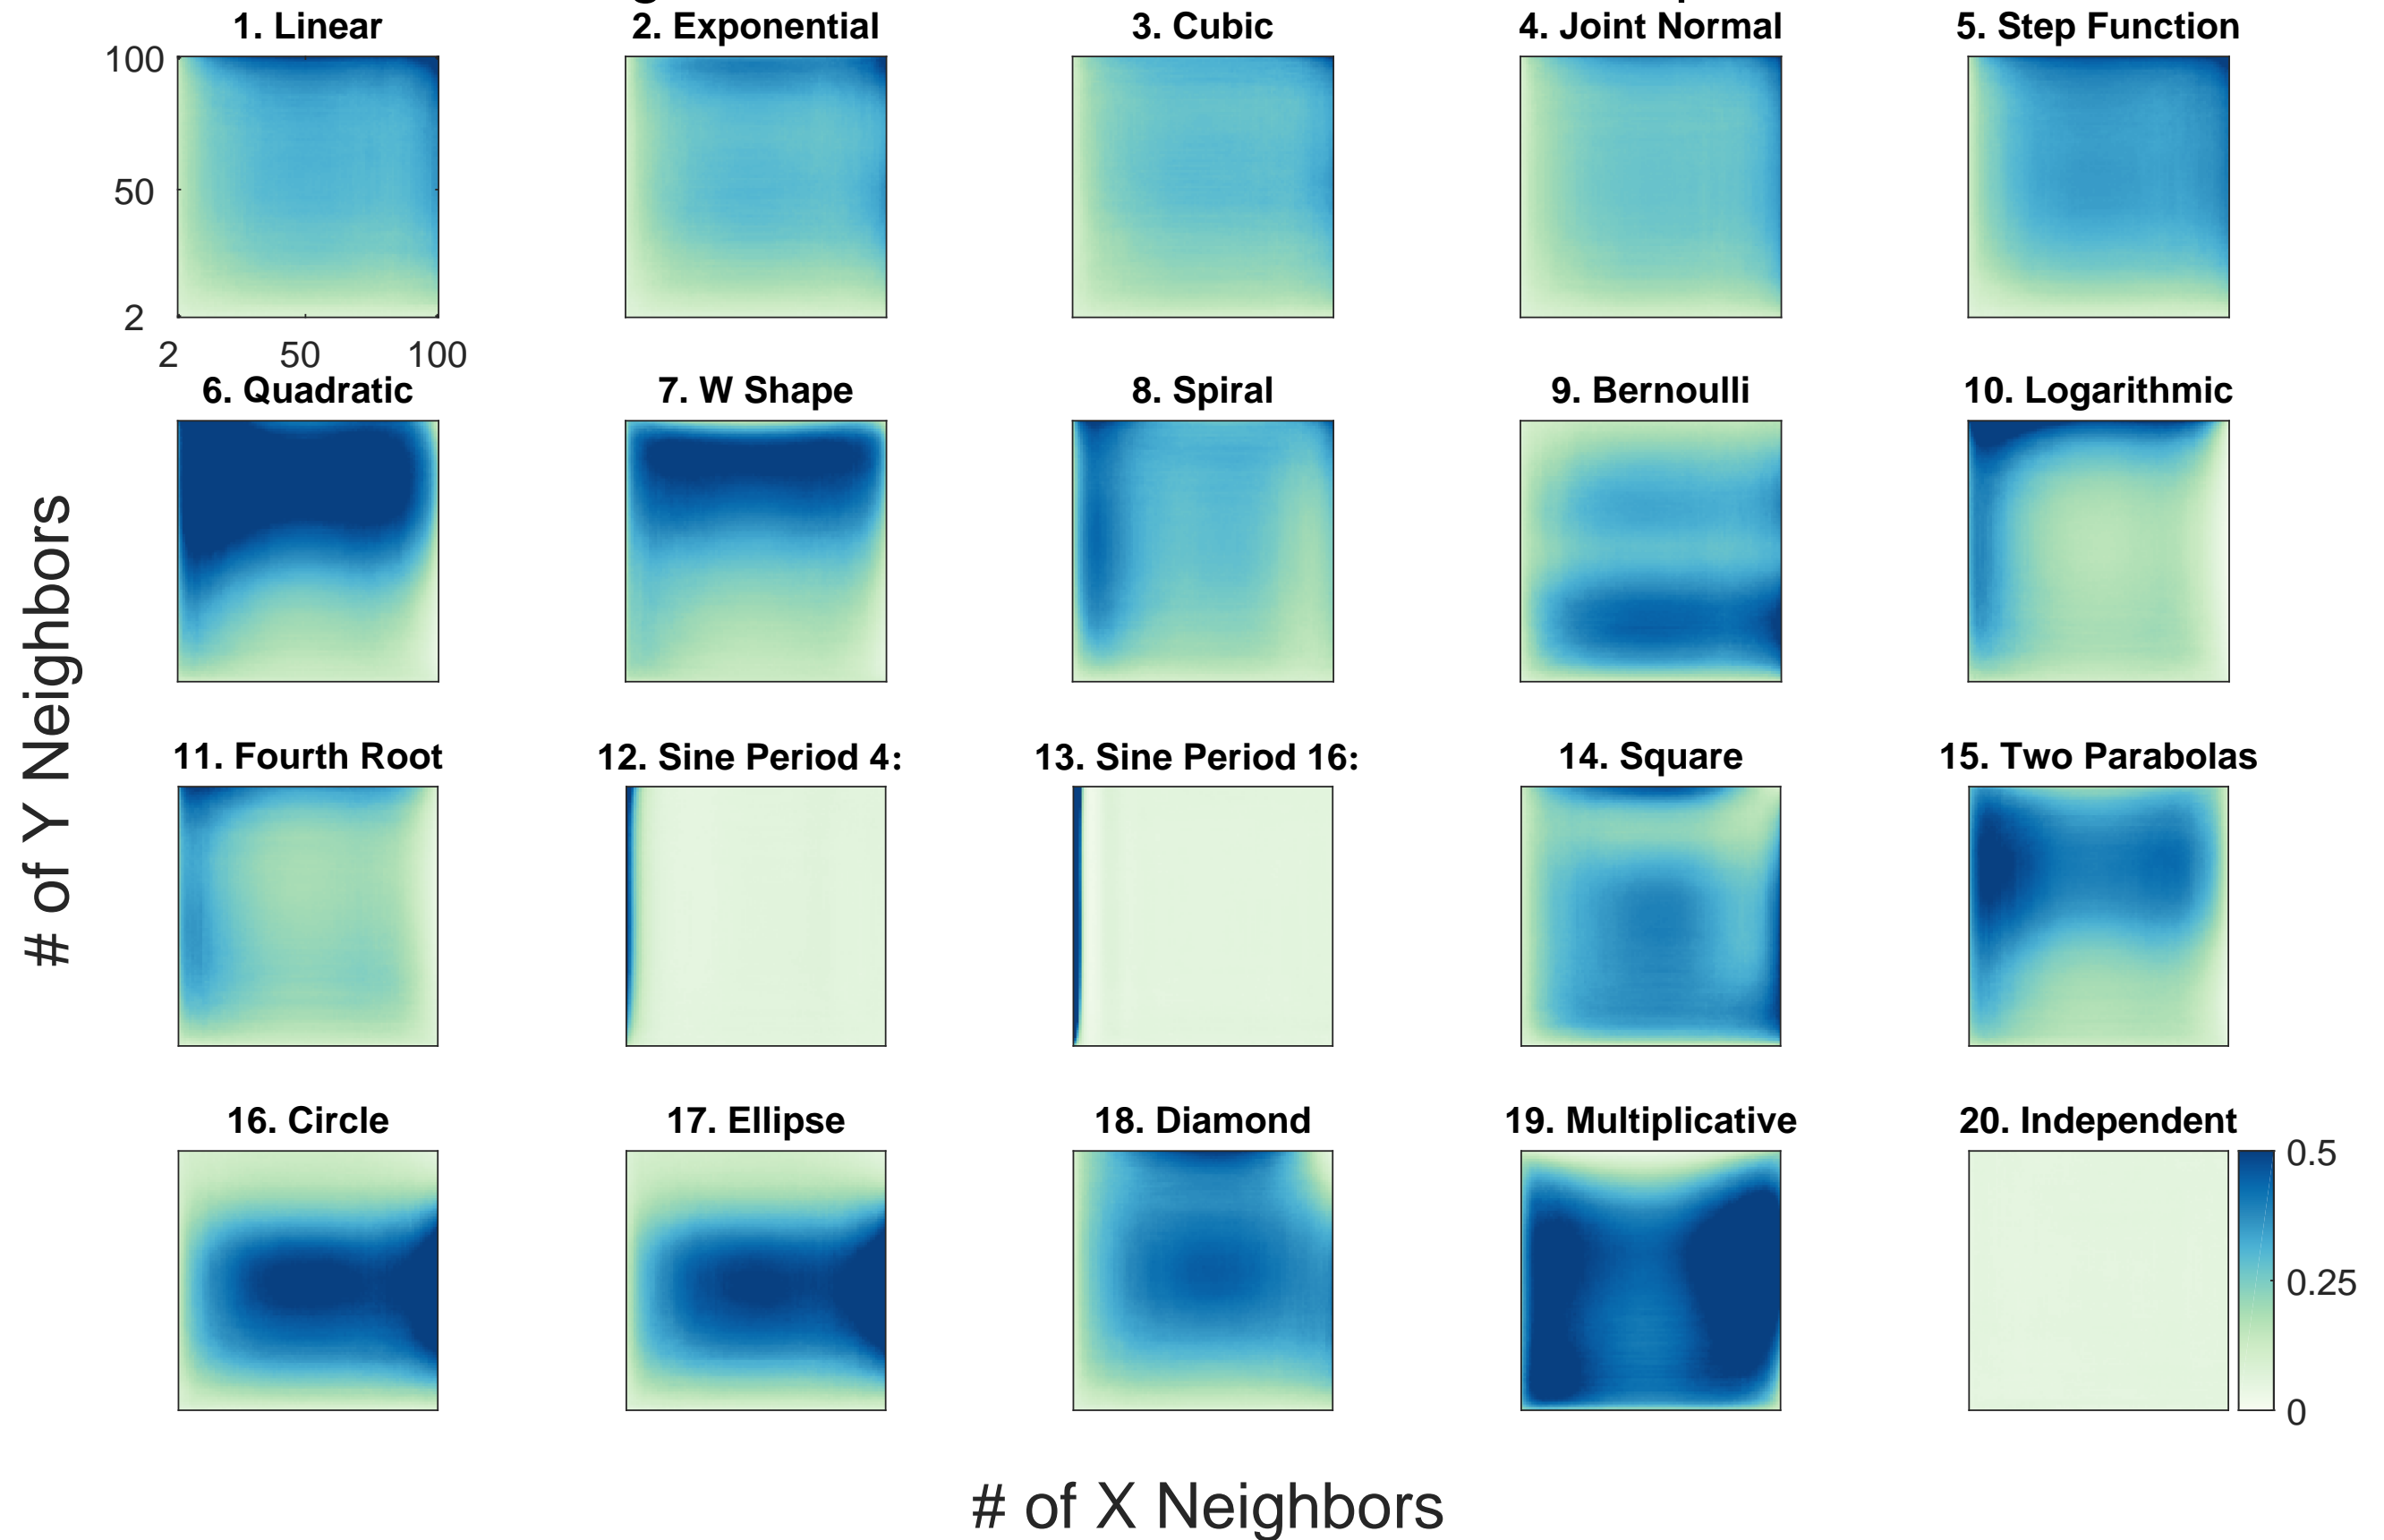 1. Linear
2. Exponential
3. Cubic
4. Joint Normal
5. Step Function
100
50
2
2
50
100
6. Quadratic
7. W Shape
8. Spiral
9. Bernoulli
10. Logarithmic
# of Y Neighbors
11. Fourth Root
12. Sine Period 4:
13. Sine Period 16:
14. Square
15. Two Parabolas
16. Circle
17. Ellipse
18. Diamond
19. Multiplicative
20. Independent
0.5
0.25
0
# of X Neighbors